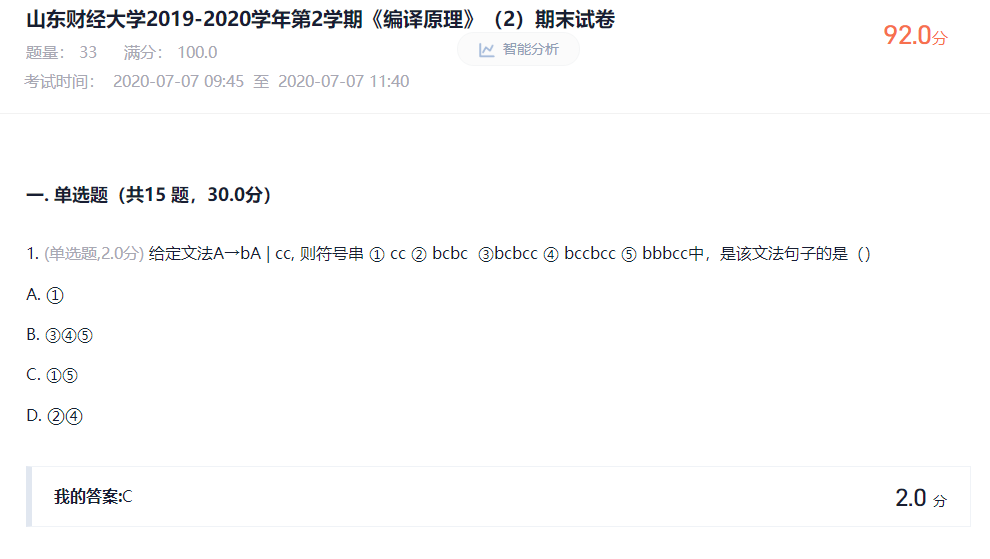 山东财经大学2019-2020学年第2学期《编译原理》（2）期末试卷
92.0分
题量： 33 满分： 100.0
智能分析
考试时间： 2020-07-07 09:45 至 2020-07-07 11:40
一. 单选题（共15 题，30.0分）
1. (单选题,2.0分) 给定文法A→bA | cc, 则符号串 ① cc ② bcbc ③bcbcc ④ bccbcc ⑤ bbbcc中，是该文法句子的是（）
A. ①
B. ③④⑤
C. ①⑤
D. ②④
我的答案:C
2.0 分